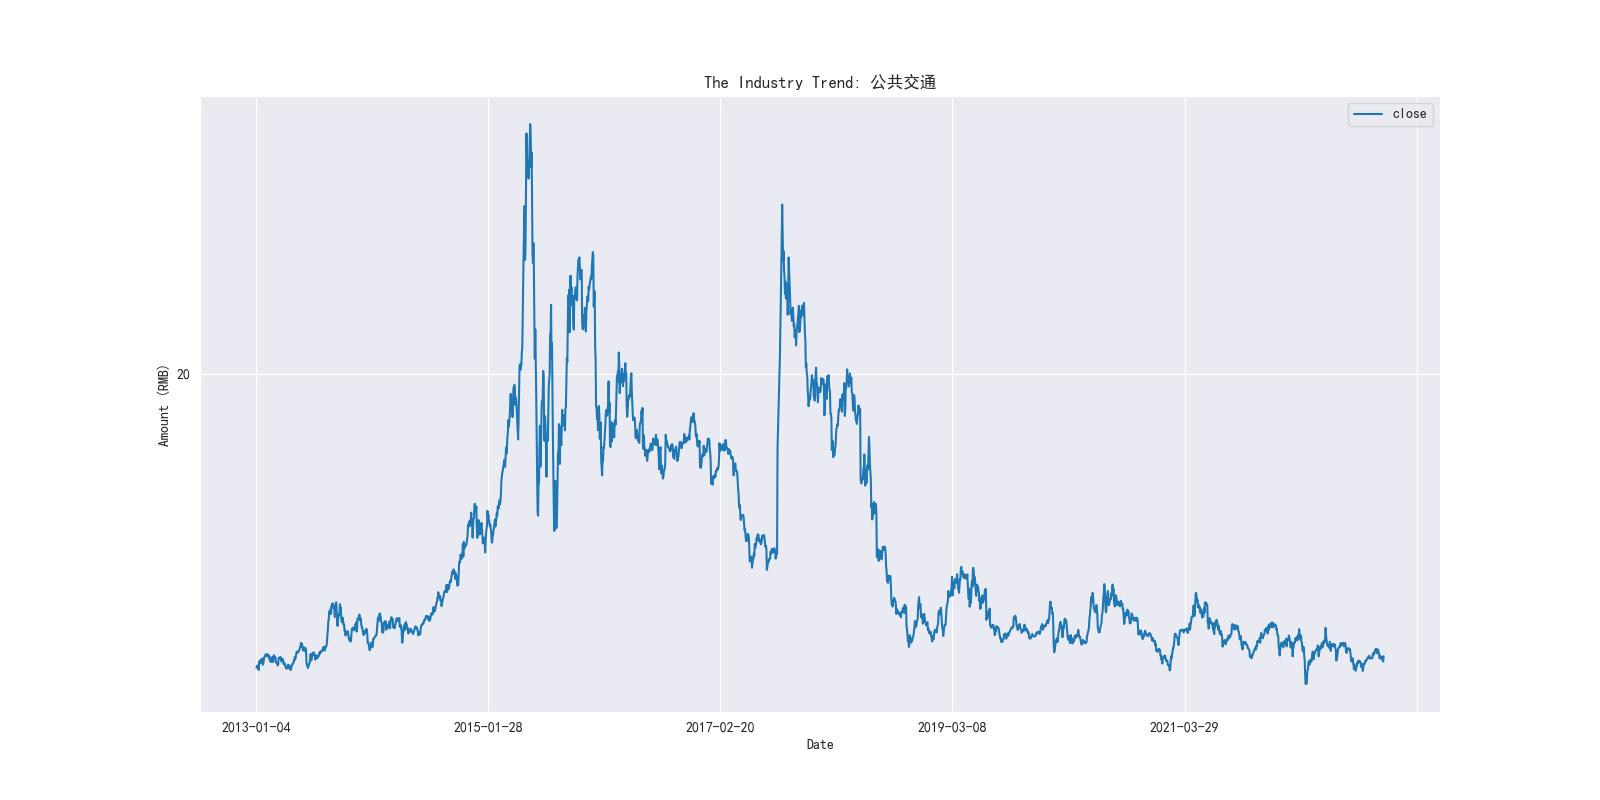 The Industry Trend: 公共交通
close
Amount (RMB)
20
2013-01-04 2015-01-28 2017-02-20 2019-03-08 2021-03-29
Date